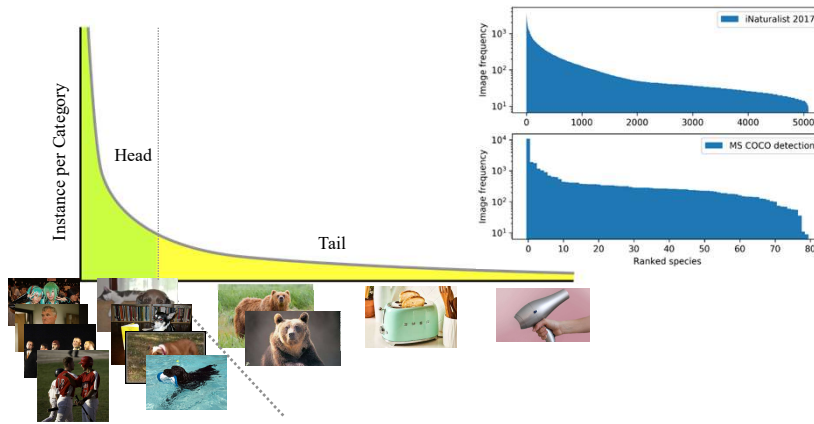 Instance per Category
Head
Tail
Image frequency
10³
10²
10¹
iNaturalist 2017
0
1000
2000
3000
4000
5000
Image frequency
10⁴
10³
10²
10¹
MS COCO detection
0
10
20
30
40
50
60
70
80
Ranked species
SMEG